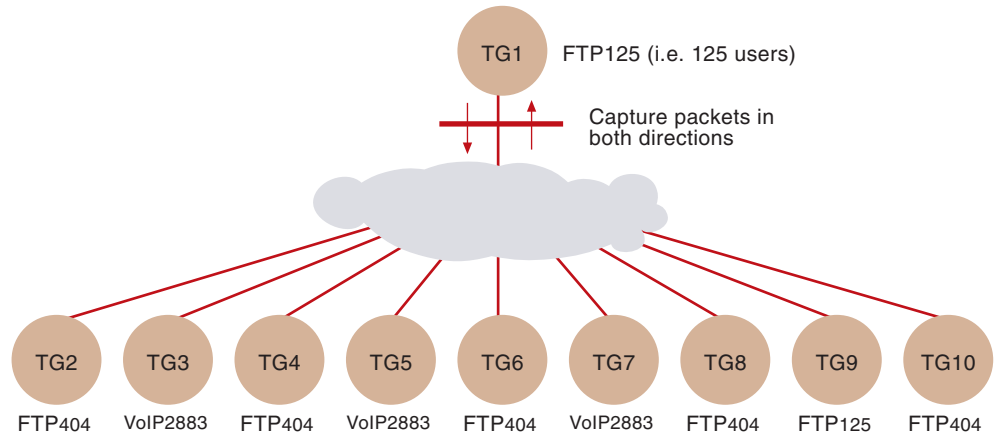 TG1
FTP125 (i.e. 125 users)
Capture packets in
both directions
TG2
TG3
TG4
TG5
TG6
TG7
TG8
TG9
TG10
FTP404
VoIP2883
FTP404
VoIP2883
FTP404
VoIP2883
FTP404
FTP125
FTP404